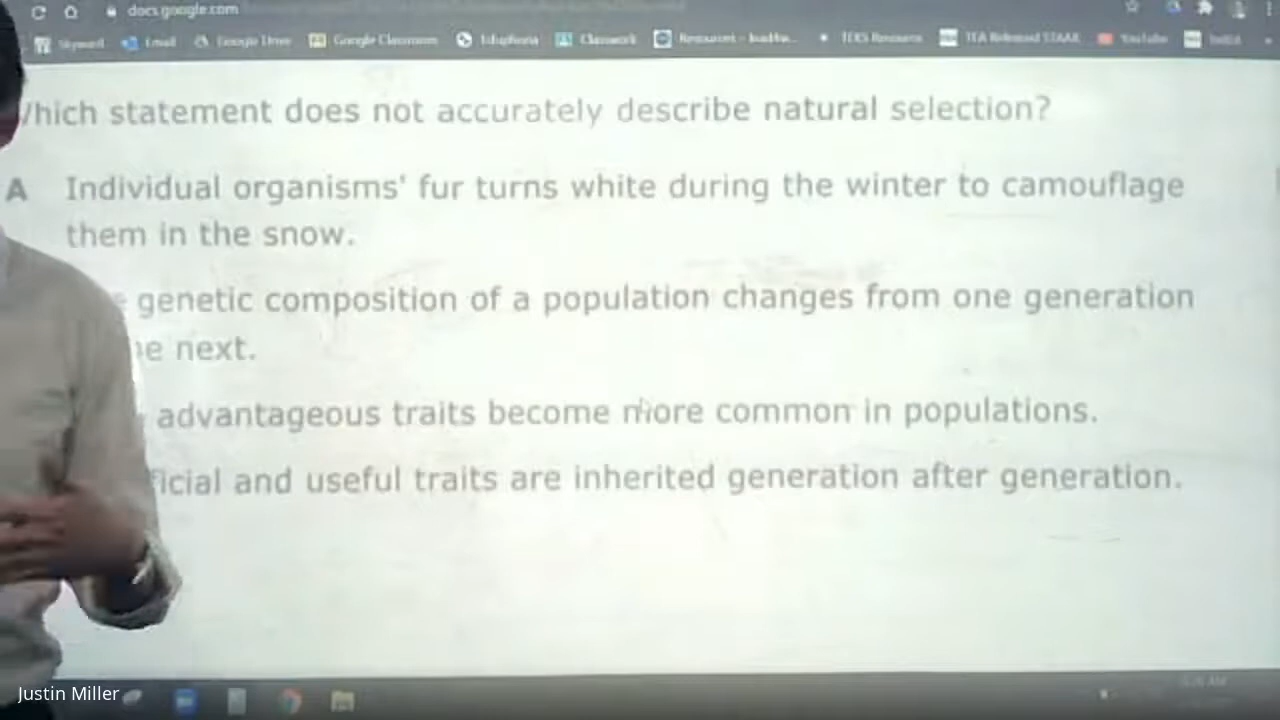 docs.google.com
Skyward Email Google Drive Google Classroom Eduphoria Classwork TEKS Resource TEA Released STAAR YouTube
hich statement does not accurately describe natural selection?
A Individual organisms' fur turns white during the winter to camouflage
them in the snow.
genetic composition of a population changes from one generation
e next.
advantageous traits become more common in populations.
ficial and useful traits are inherited generation after generation.
Justin Miller